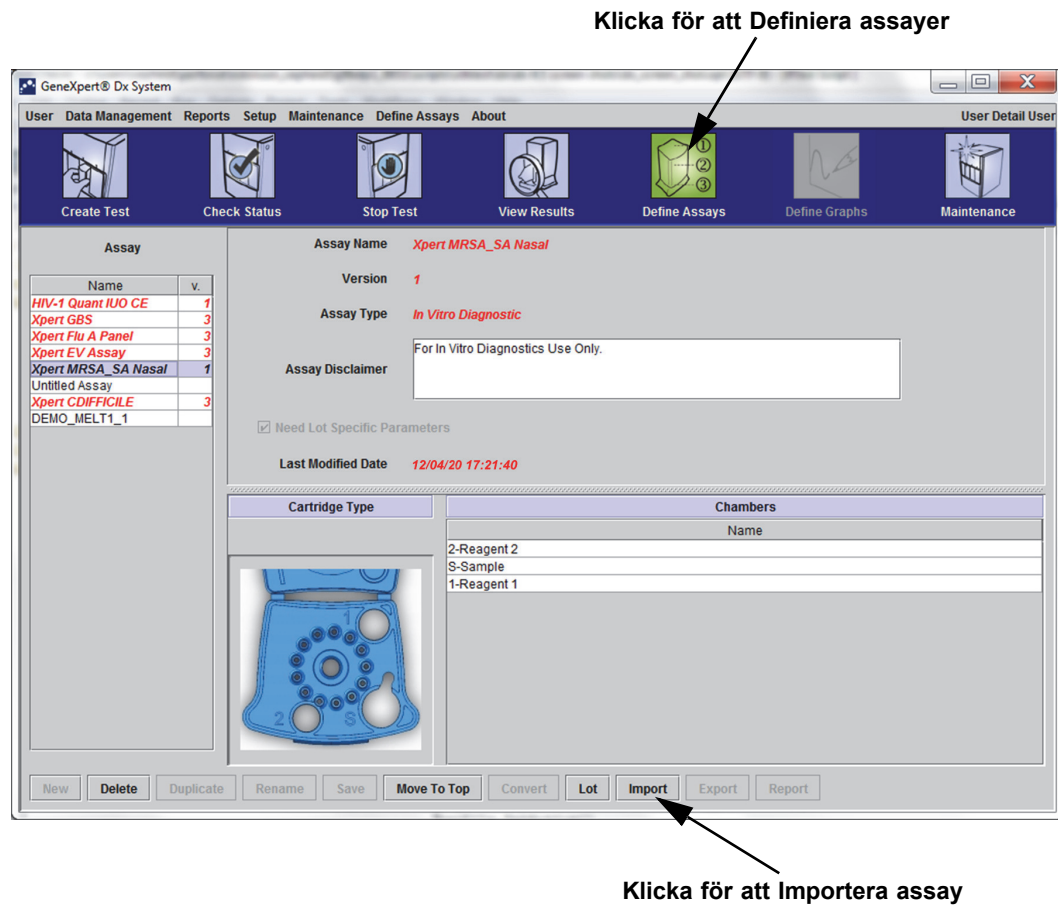 Klicka för att Definiera assayer
GeneXpert® Dx System
User Data Management Reports Setup Maintenance Define Assays About User Detail User
① ② ③
Create Test Check Status Stop Test View Results Define Assays Define Graphs Maintenance
Assay
Name v.
HIV-1 Quant IUO CE 1
Xpert GBS 3
Xpert Flu A Panel 3
Xpert EV Assay 3
Xpert MRSA_SA Nasal 1
Untitled Assay
Xpert CDIFFICILE 3
DEMO_MELT1_1
Assay Name Xpert MRSA_SA Nasal
Version 1
Assay Type In Vitro Diagnostic
Assay Disclaimer For In Vitro Diagnostics Use Only.
Need Lot Specific Parameters
Last Modified Date 12/04/20 17:21:40
Cartridge Type
1
2 S
Chambers
Name
2-Reagent 2
S-Sample
1-Reagent 1
New Delete Duplicate Rename Save Move To Top Convert Lot Import Export Report
Klicka för att Importera assay